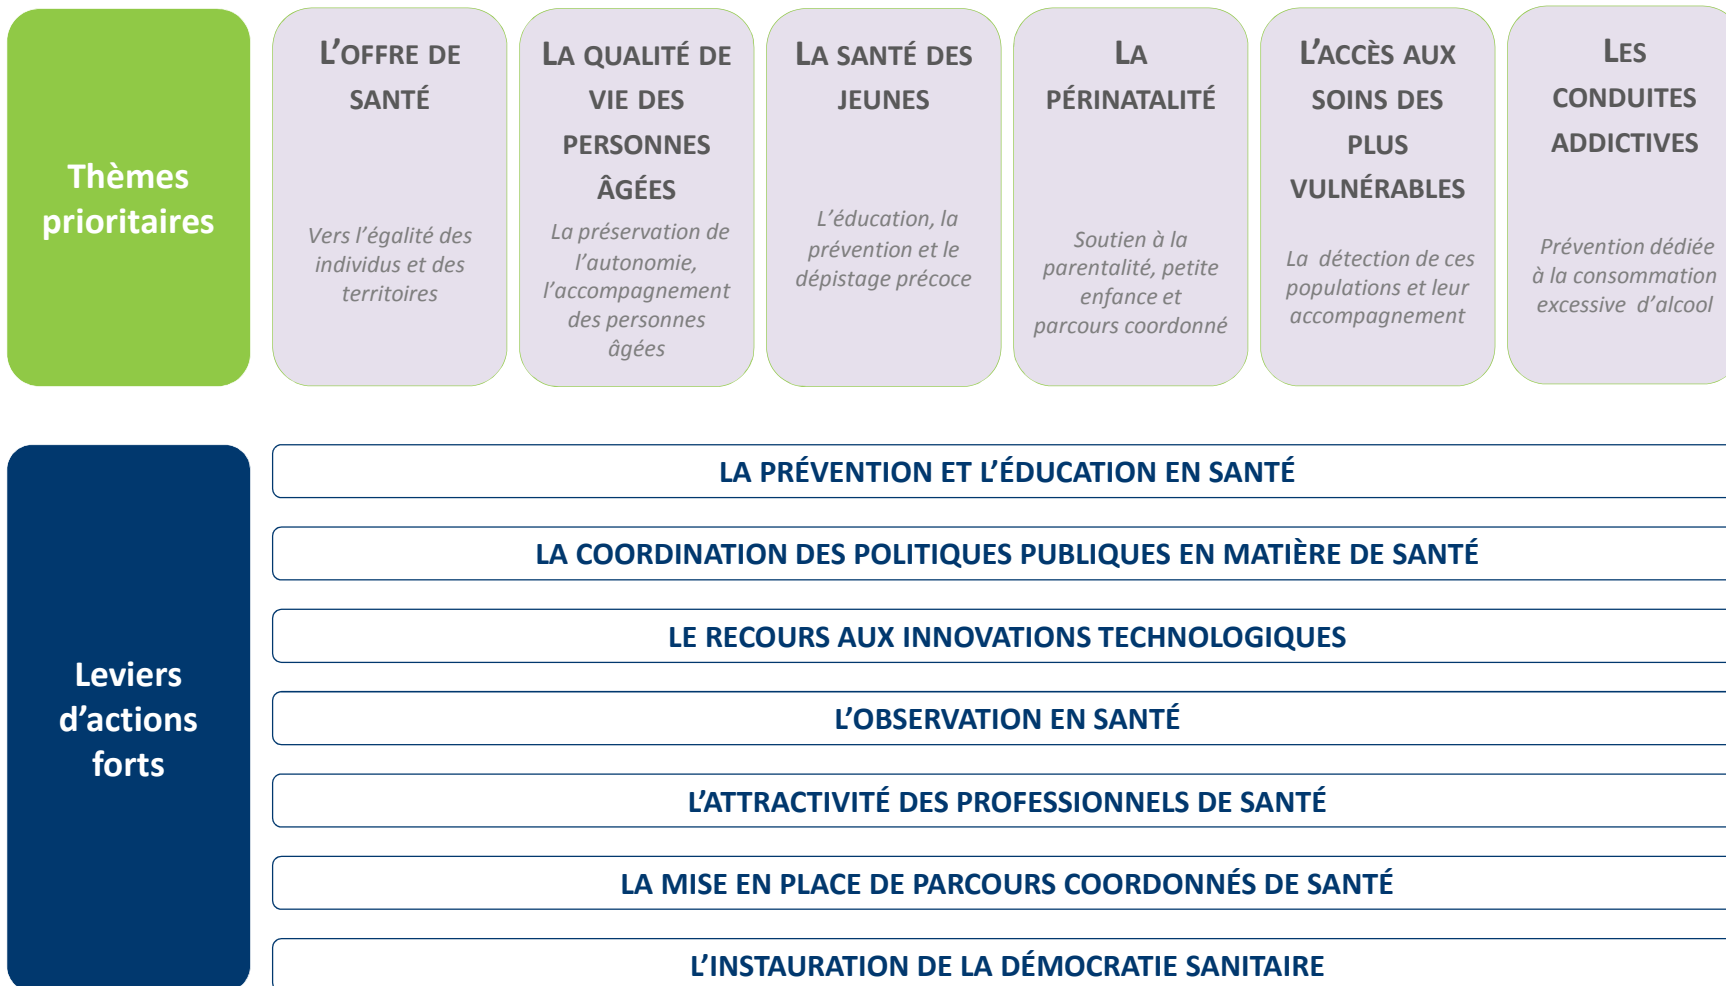 Thèmes
prioritaires
L'OFFRE DE
SANTÉ
Vers l'égalité des
individus et des
territoires
LA QUALITÉ DE
VIE DES
PERSONNES
ÂGÉES
La préservation de
l'autonomie,
l'accompagnement
des personnes
âgées
LA SANTÉ DES
JEUNES
L'éducation, la
prévention et le
dépistage précoce
LA
PÉRINATALITÉ
Soutien à la
parentalité, petite
enfance et
parcours coordonné
L'ACCÈS AUX
SOINS DES
PLUS
VULNÉRABLES
La détection de ces
populations et leur
accompagnement
LES
CONDUITES
ADDICTIVES
Prévention dédiée
à la consommation
excessive d'alcool
Leviers
d'actions
forts
LA PRÉVENTION ET L'ÉDUCATION EN SANTÉ
LA COORDINATION DES POLITIQUES PUBLIQUES EN MATIÈRE DE SANTÉ
LE RECOURS AUX INNOVATIONS TECHNOLOGIQUES
L'OBSERVATION EN SANTÉ
L'ATTRACTIVITÉ DES PROFESSIONNELS DE SANTÉ
LA MISE EN PLACE DE PARCOURS COORDONNÉS DE SANTÉ
L'INSTAURATION DE LA DÉMOCRATIE SANITAIRE